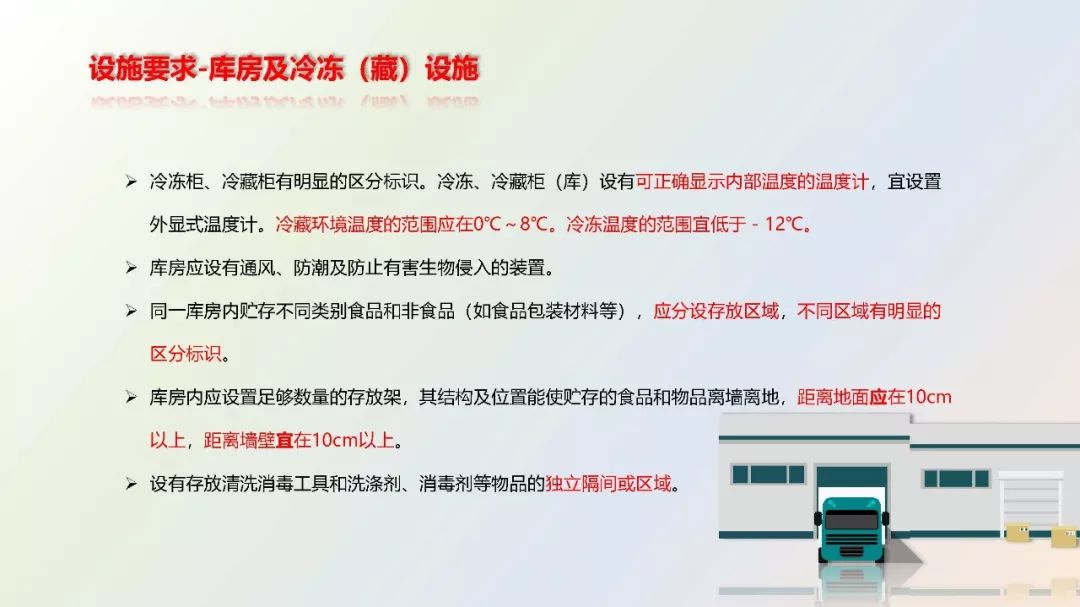 设施要求-库房及冷冻（藏）设施
➢ 冷冻柜、冷藏柜有明显的区分标识。冷冻、冷藏柜（库）设有可正确显示内部温度的温度计，宜设置
外显式温度计。冷藏环境温度的范围应在0℃～8℃。冷冻温度的范围宜低于－12℃。
➢ 库房应设有通风、防潮及防止有害生物侵入的装置。
➢ 同一库房内贮存不同类别食品和非食品（如食品包装材料等），应分设存放区域，不同区域有明显的
区分标识。
➢ 库房内应设置足够数量的存放架，其结构及位置能使贮存的食品和物品离墙离地，距离地面应在10cm
以上，距离墙壁宜在10cm以上。
➢ 设有存放清洗消毒工具和洗涤剂、消毒剂等物品的独立隔间或区域。